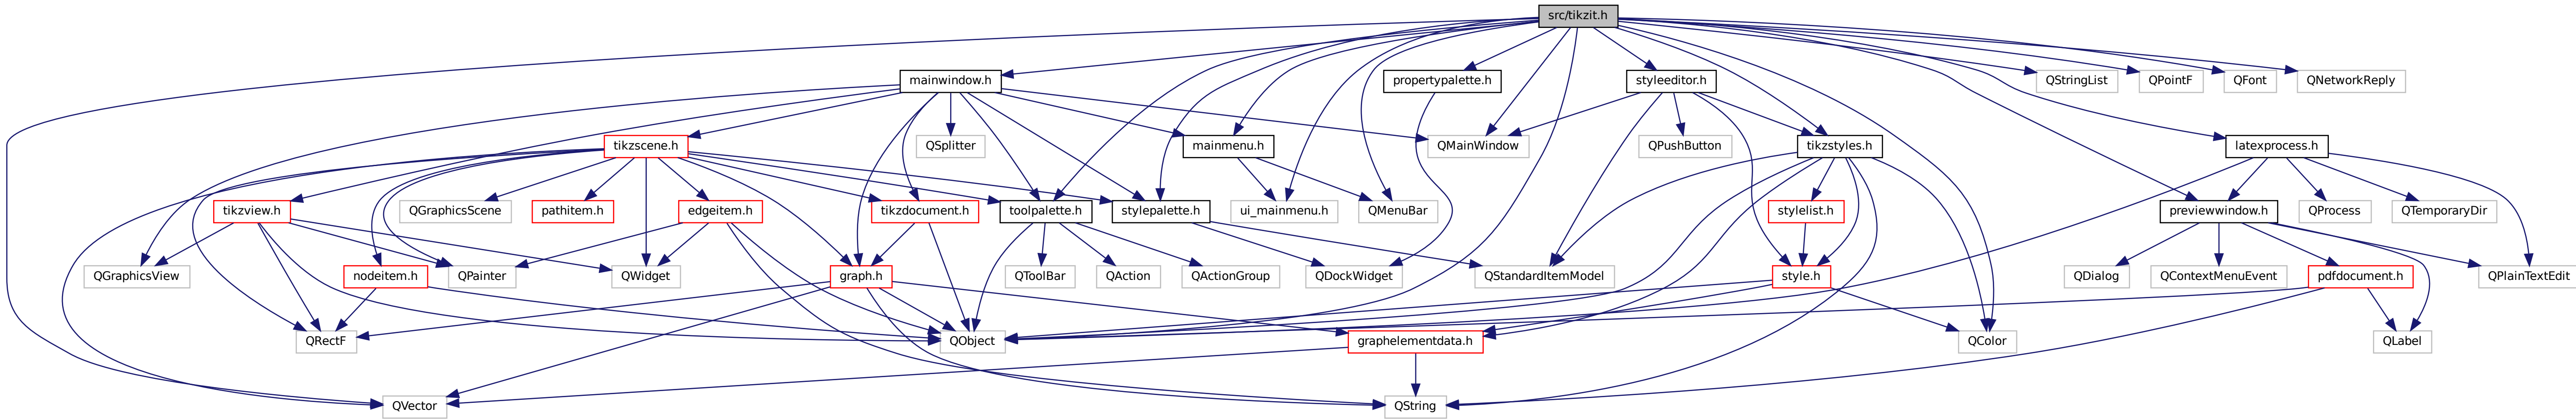 src/tikzit.h
mainwindow.h
propertypalette.h
styleeditor.h
QStringList
QPointF
QFont
QNetworkReply
tikzscene.h
QSplitter
mainmenu.h
QMainWindow
QPushButton
tikzstyles.h
latexprocess.h
tikzview.h
QGraphicsScene
pathitem.h
edgeitem.h
tikzdocument.h
toolpalette.h
stylepalette.h
ui_mainmenu.h
QMenuBar
stylelist.h
previewwindow.h
QProcess
QTemporaryDir
QGraphicsView
nodeitem.h
QPainter
QWidget
graph.h
QToolBar
QAction
QActionGroup
QDockWidget
QStandardItemModel
style.h
QDialog
QContextMenuEvent
pdfdocument.h
QPlainTextEdit
QRectF
QObject
graphelementdata.h
QColor
QLabel
QVector
QString